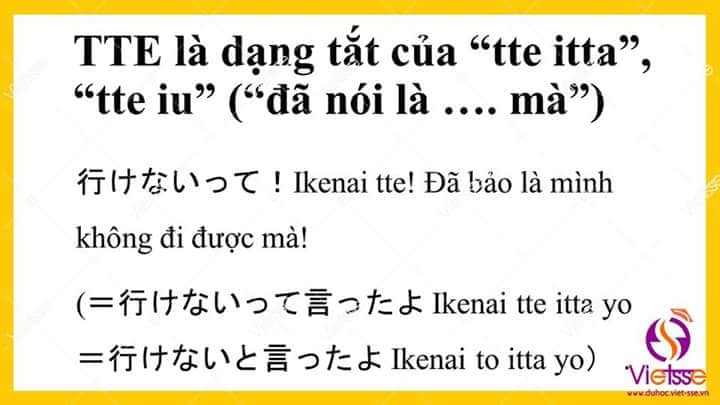 TTE là dạng tắt của “tte itta”,
“tte iu” (“đã nói là …. mà”)
行けないって！Ikenai tte! Đã bảo là mình
không đi được mà!
(＝行けないって言ったよ Ikenai tte itta yo
＝行けないと言ったよ Ikenai to itta yo）
Vietsse
www.duhoc.viet-sse.vn